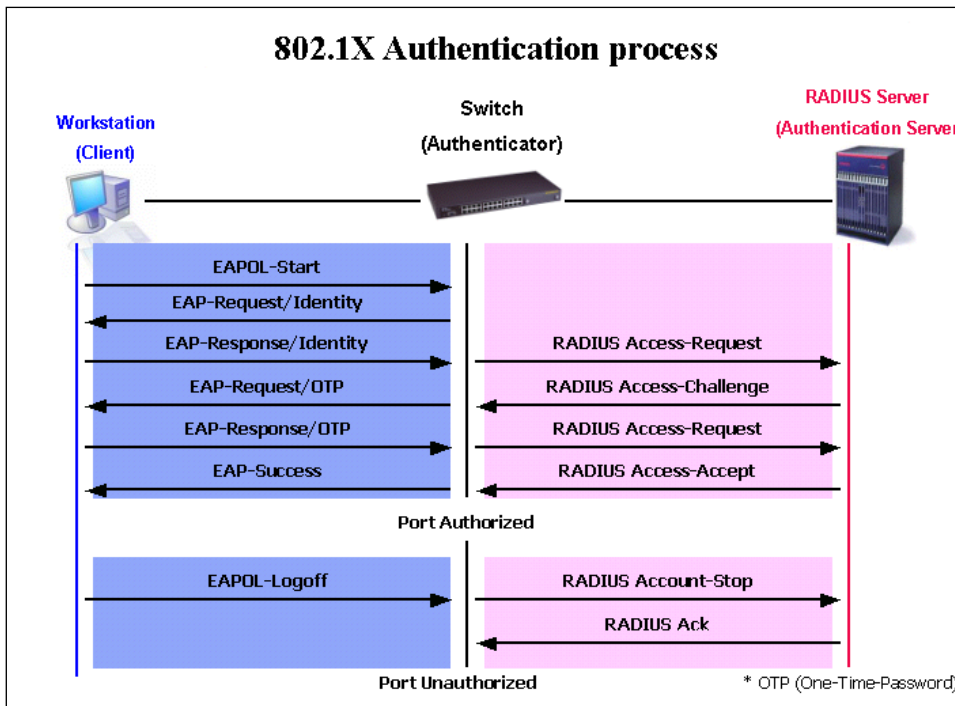 802.1X Authentication process
Workstation
(Client)
Switch
(Authenticator)
RADIUS Server
(Authentication Server
EAPOL-Start
EAP-Request/Identity
EAP-Response/Identity
RADIUS Access-Request
EAP-Request/OTP
RADIUS Access-Challenge
EAP-Response/OTP
RADIUS Access-Request
EAP-Success
RADIUS Access-Accept
Port Authorized
EAPOL-Logoff
RADIUS Account-Stop
RADIUS Ack
Port Unauthorized
* OTP (One-Time-Password)